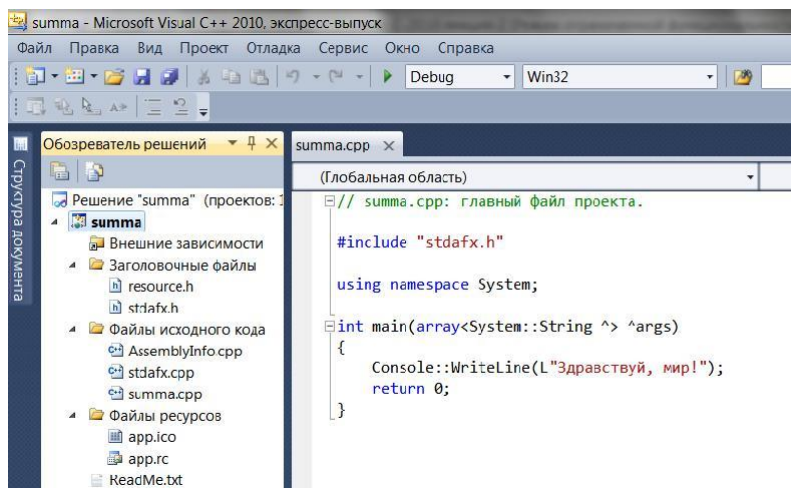 summa - Microsoft Visual C++ 2010, экспресс-выпуск
Файл Правка Вид Проект Отладка Сервис Окно Справка
Debug Win32
Структура документа
Обозреватель решений
summa.cpp
(Глобальная область)
Решение "summa" (проектов: 1
summa
Внешние зависимости
Заголовочные файлы
resource.h
stdafx.h
Файлы исходного кода
AssemblyInfo.cpp
stdafx.cpp
summa.cpp
Файлы ресурсов
app.ico
app.rc
ReadMe.txt
// summa.cpp: главный файл проекта.
#include "stdafx.h"
using namespace System;
int main(array<System::String ^> ^args)
{
Console::WriteLine(L"Здравствуй, мир!");
return 0;
}